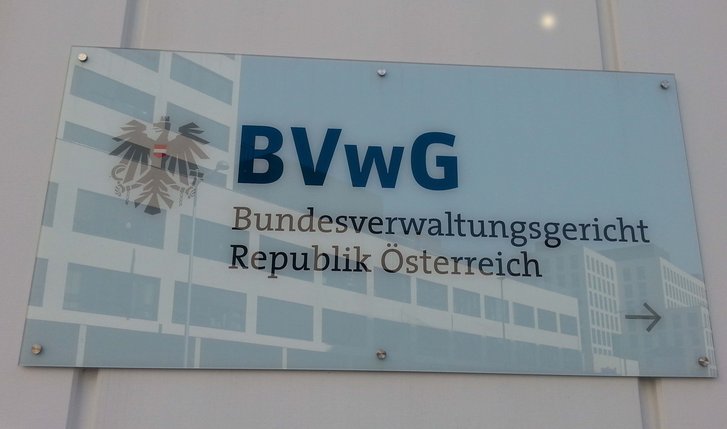 BVwG
Bundesverwaltungsgericht
Republik Österreich